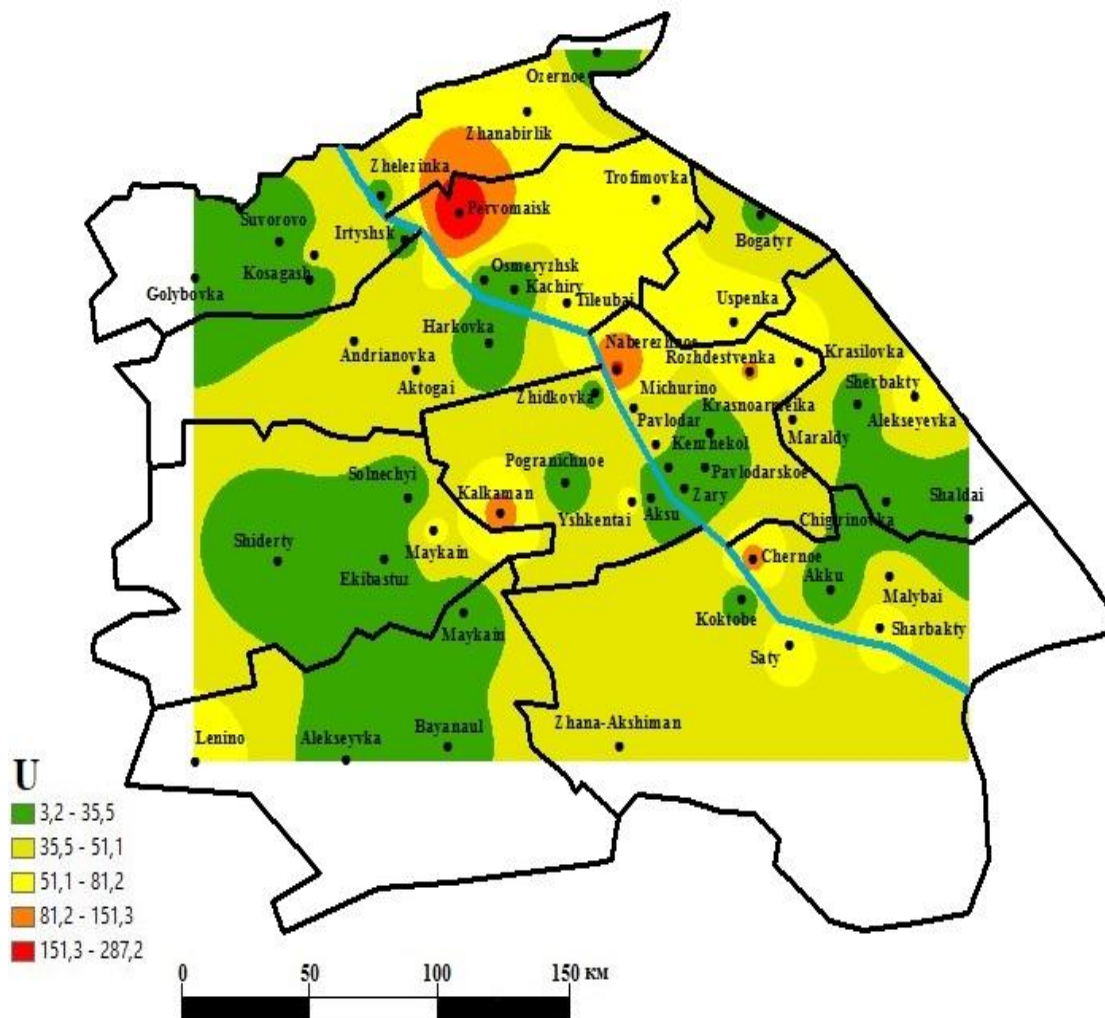 Ozernoe
Zhanabirlik
Zhelezinka
Trofimovka
Pervomaisk
Suvorovo
Irtyshsk
Bogatyr
Kosagash
Osmeryzhsk
Golybovka
Kachiry
Tileubai
Uspenka
Harkovka
Naberezhnoe
Andrianovka
Rozhdestvenka
Krasilovka
Aktogai
Sherbakty
Zhidkovka
Michurino
Krasnoarmeika
Alekseyevka
Pavlodar
Maraldy
Kenzhekol
Pogranichnoe
Pavlodarskoe
Solnechyi
Kalkaman
Zary
Shaldai
Yshkentai
Aksu
Chigirinovka
Shiderty
Maykain
Chernoe
Ekibastuz
Akku
Malybai
Koktobe
Maykain
Sharbakty
Saty
Lenino
Alekseyvka
Bayanaul
Zhana-Akshiman
U
3,2 - 35,5
35,5 - 51,1
51,1 - 81,2
81,2 - 151,3
151,3 - 287,2
0 50 100 150 км